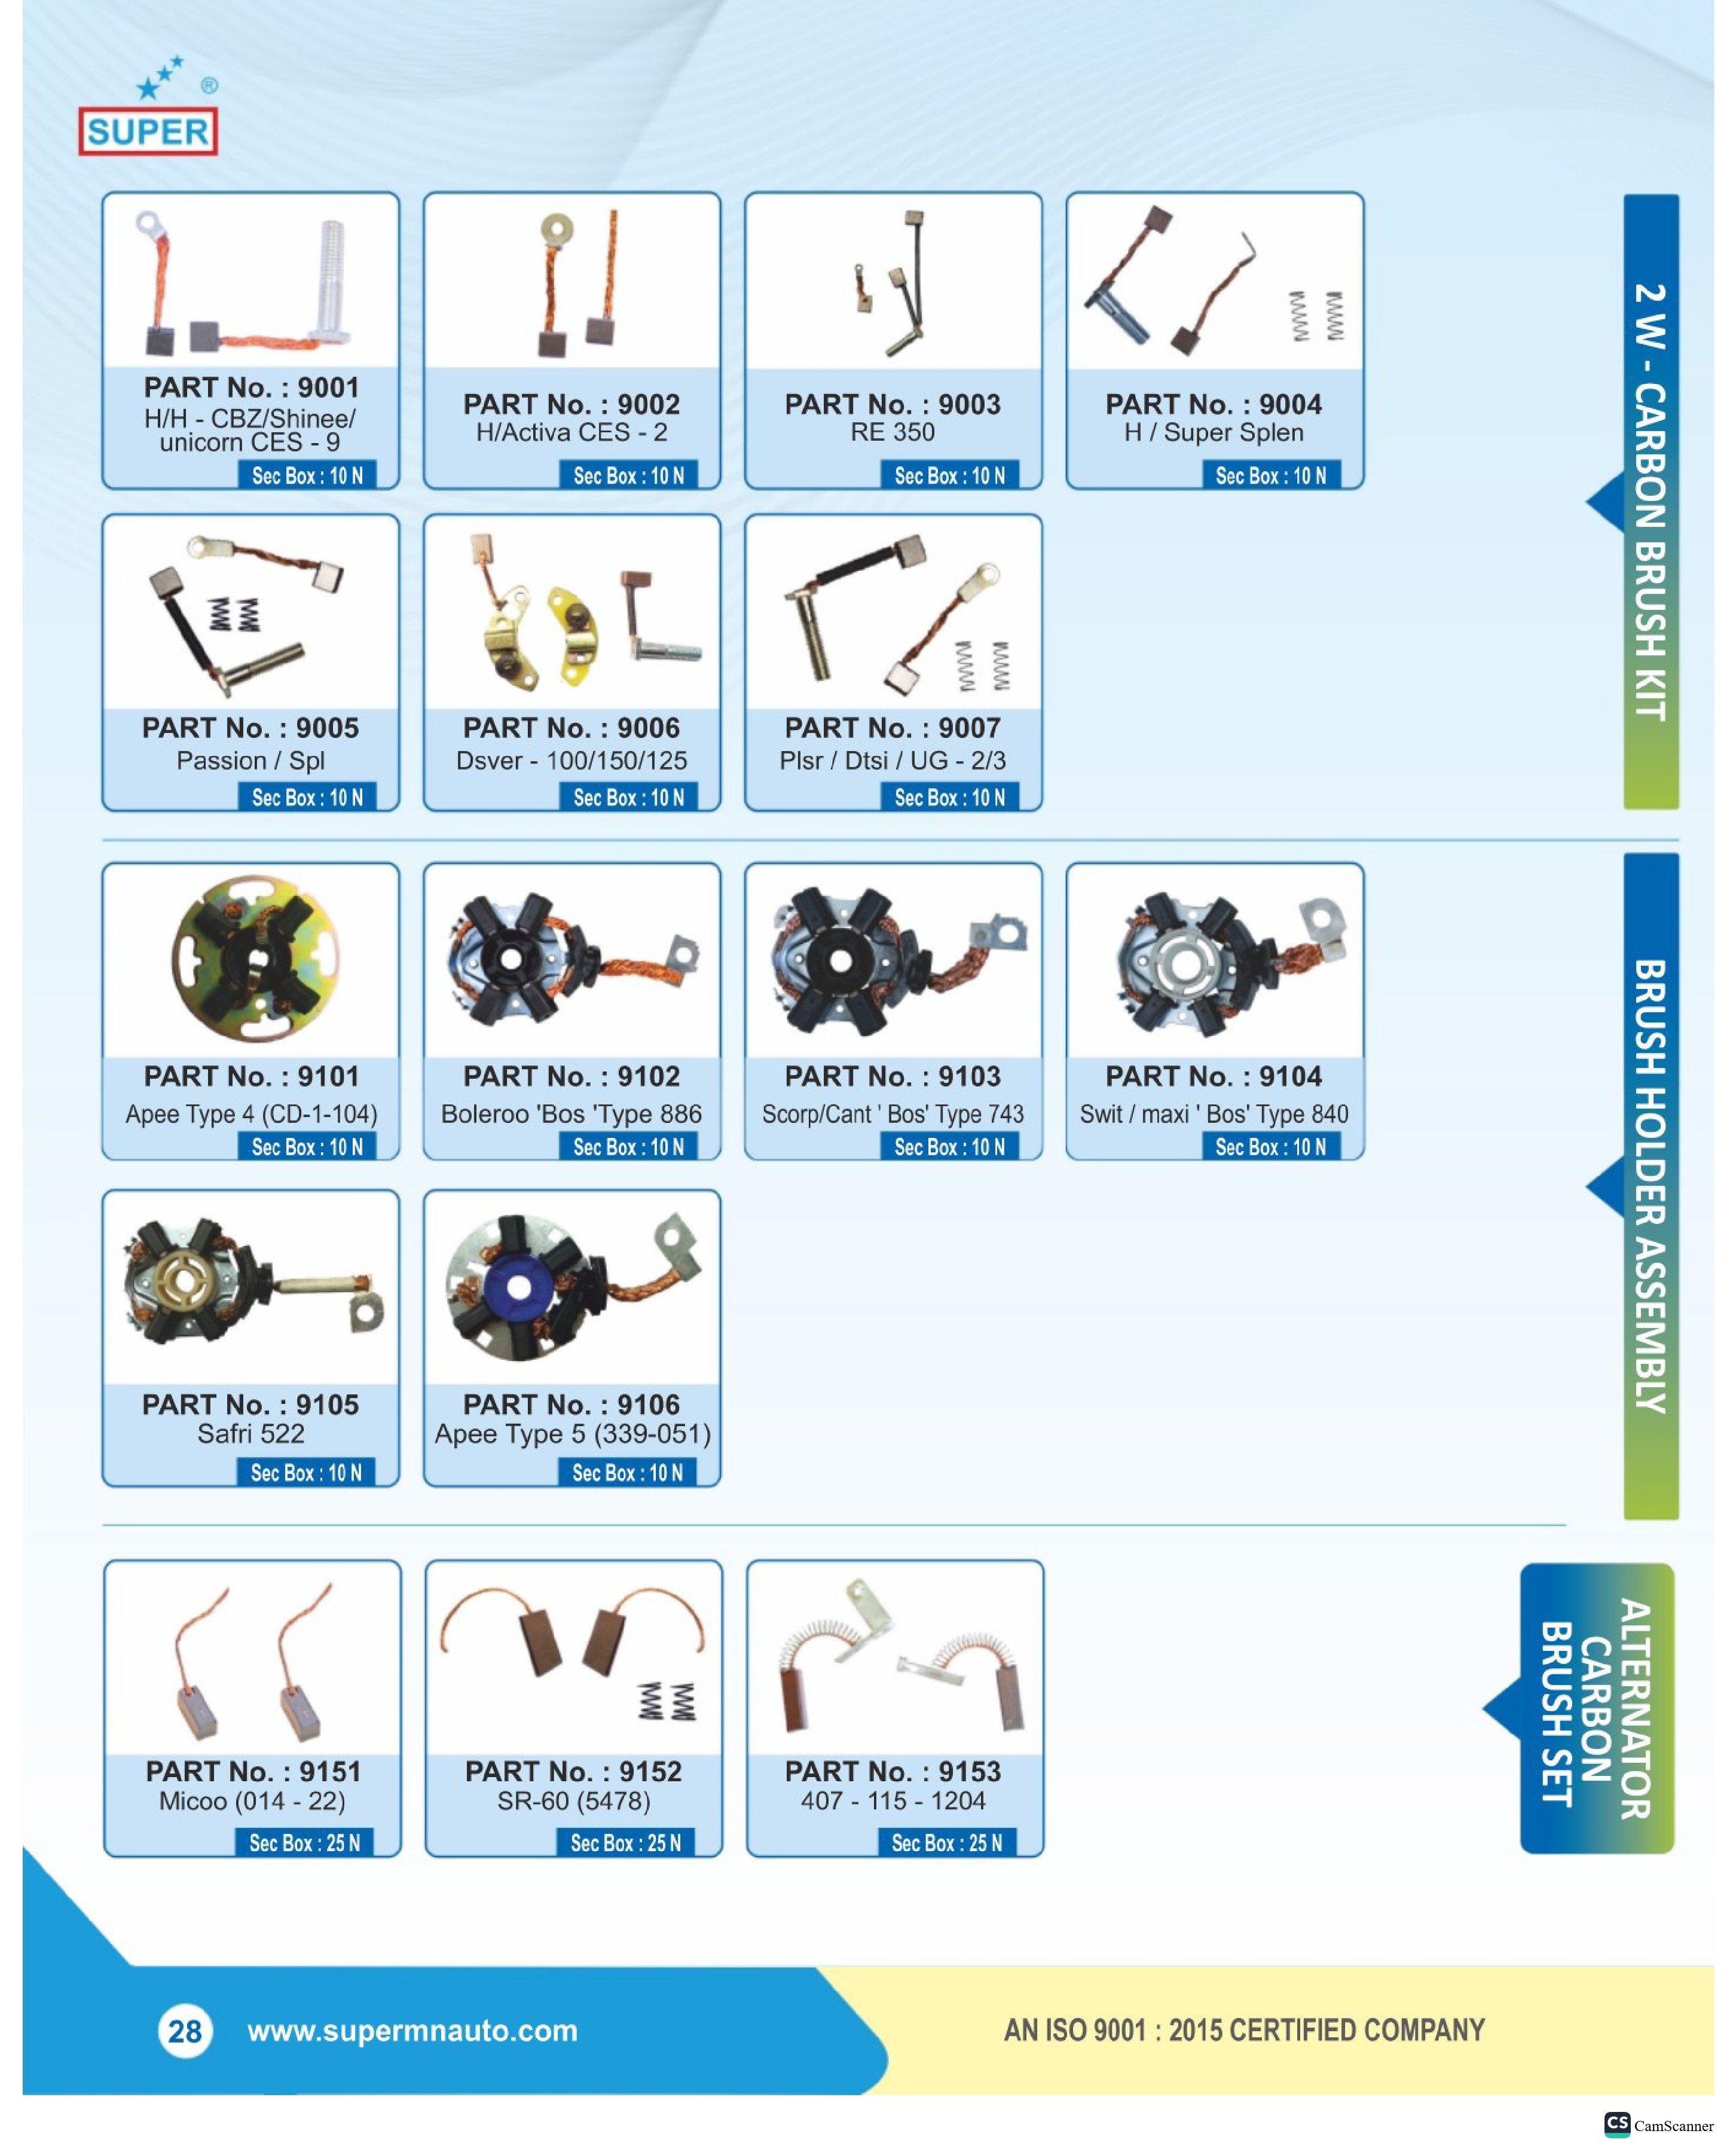 SUPER
®
2 W - CARBON BRUSH KIT
PART No. : 9001
H/H - CBZ/Shinee/
unicorn CES - 9
Sec Box : 10 N
PART No. : 9002
H/Activa CES - 2
Sec Box : 10 N
PART No. : 9003
RE 350
Sec Box : 10 N
PART No. : 9004
H / Super Splen
Sec Box : 10 N
PART No. : 9005
Passion / Spl
Sec Box : 10 N
PART No. : 9006
Dsver - 100/150/125
Sec Box : 10 N
PART No. : 9007
Plsr / Dtsi / UG - 2/3
Sec Box : 10 N
BRUSH HOLDER ASSEMBLY
PART No. : 9101
Apee Type 4 (CD-1-104)
Sec Box : 10 N
PART No. : 9102
Boleroo 'Bos 'Type 886
Sec Box : 10 N
PART No. : 9103
Scorp/Cant ' Bos' Type 743
Sec Box : 10 N
PART No. : 9104
Swit / maxi ' Bos' Type 840
Sec Box : 10 N
PART No. : 9105
Safri 522
Sec Box : 10 N
PART No. : 9106
Apee Type 5 (339-051)
Sec Box : 10 N
ALTERNATOR
CARBON
BRUSH SET
PART No. : 9151
Micoo (014 - 22)
Sec Box : 25 N
PART No. : 9152
SR-60 (5478)
Sec Box : 25 N
PART No. : 9153
407 - 115 - 1204
Sec Box : 25 N
28
www.supermnauto.com
AN ISO 9001 : 2015 CERTIFIED COMPANY
CS CamScanner